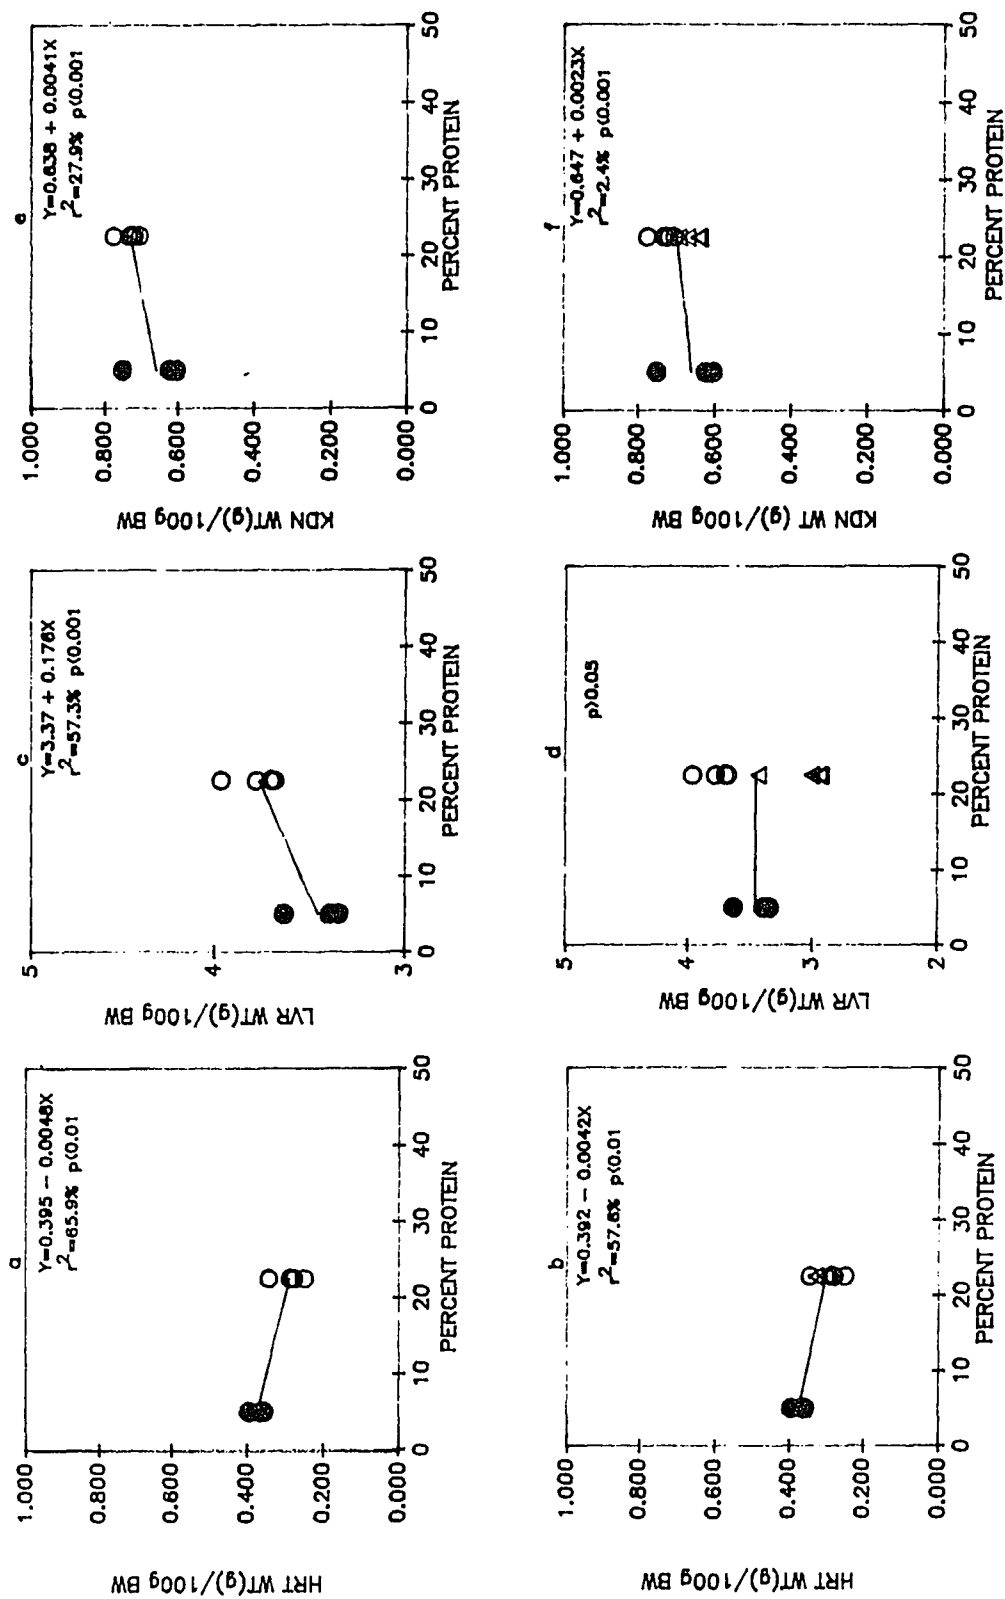 a
Y=0.395 – 0.0048X
r²=65.9% p<0.01
1.000
0.800
0.600
0.400
0.200
0.000
0 10 20 30 40 50
HRT WT(g)/100g BW
PERCENT PROTEIN
c
Y=3.37 + 0.176X
r²=57.3% p<0.001
5
4
3
0 10 20 30 40 50
LVR WT(g)/100g BW
PERCENT PROTEIN
e
Y=0.638 + 0.0041X
r²=27.9% p<0.001
1.000
0.800
0.600
0.400
0.200
0.000
0 10 20 30 40 50
KDN WT(g)/100g BW
PERCENT PROTEIN
b
Y=0.392 – 0.0042X
r²=57.6% p<0.01
1.000
0.800
0.600
0.400
0.200
0.000
0 10 20 30 40 50
HRT WT(g)/100g BW
PERCENT PROTEIN
d
p>0.05
5
4
3
2
0 10 20 30 40 50
LVR WT(g)/100g BW
PERCENT PROTEIN
f
Y=0.647 + 0.0023X
r²=2.4% p<0.001
1.000
0.800
0.600
0.400
0.200
0.000
0 10 20 30 40 50
KDN WT (g)/100g BW
PERCENT PROTEIN